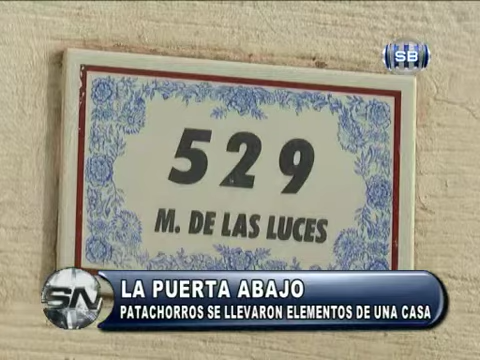 SB
529
M. DE LAS LUCES
SN
LA PUERTA ABAJO
PATACHORROS SE LLEVARON ELEMENTOS DE UNA CASA